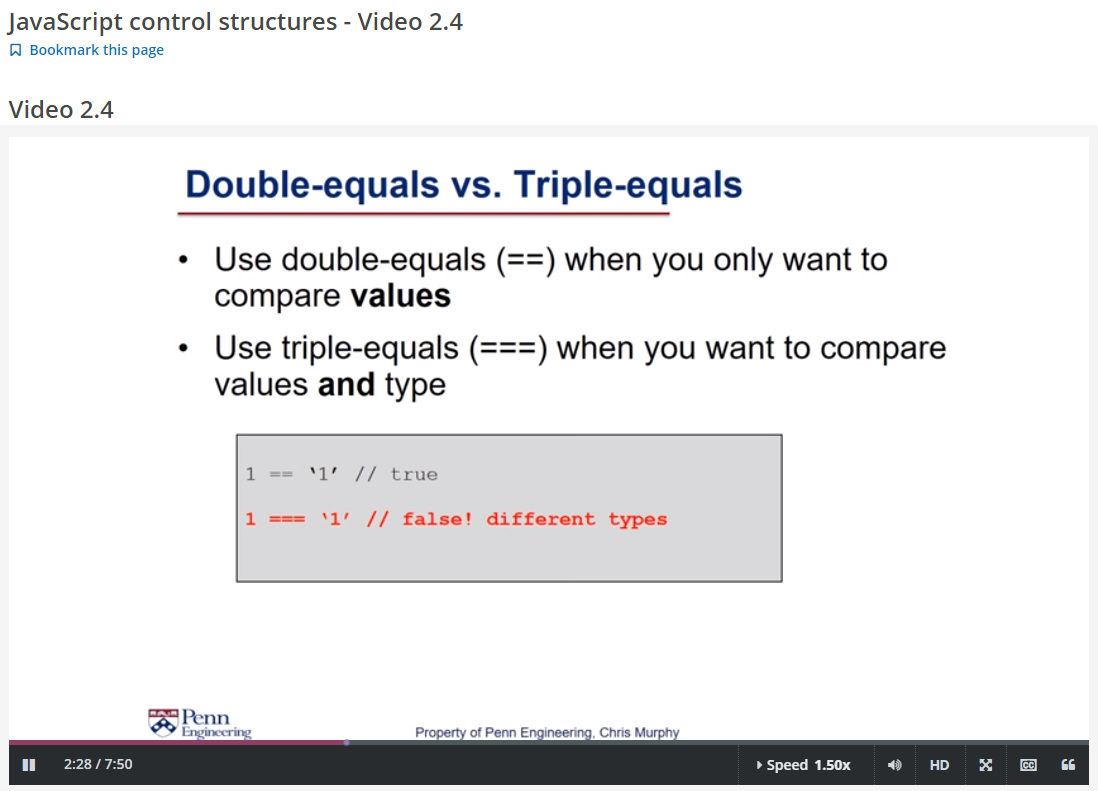 JavaScript control structures - Video 2.4
Bookmark this page
Video 2.4
Double-equals vs. Triple-equals
• Use double-equals (==) when you only want to
compare values
• Use triple-equals (===) when you want to compare
values and type
1 == ‵1′ // true
1 === ‵1′ // false! different types
Penn
Engineering
Property of Penn Engineering, Chris Murphy
2:28 / 7:50
Speed 1.50x
HD
CC